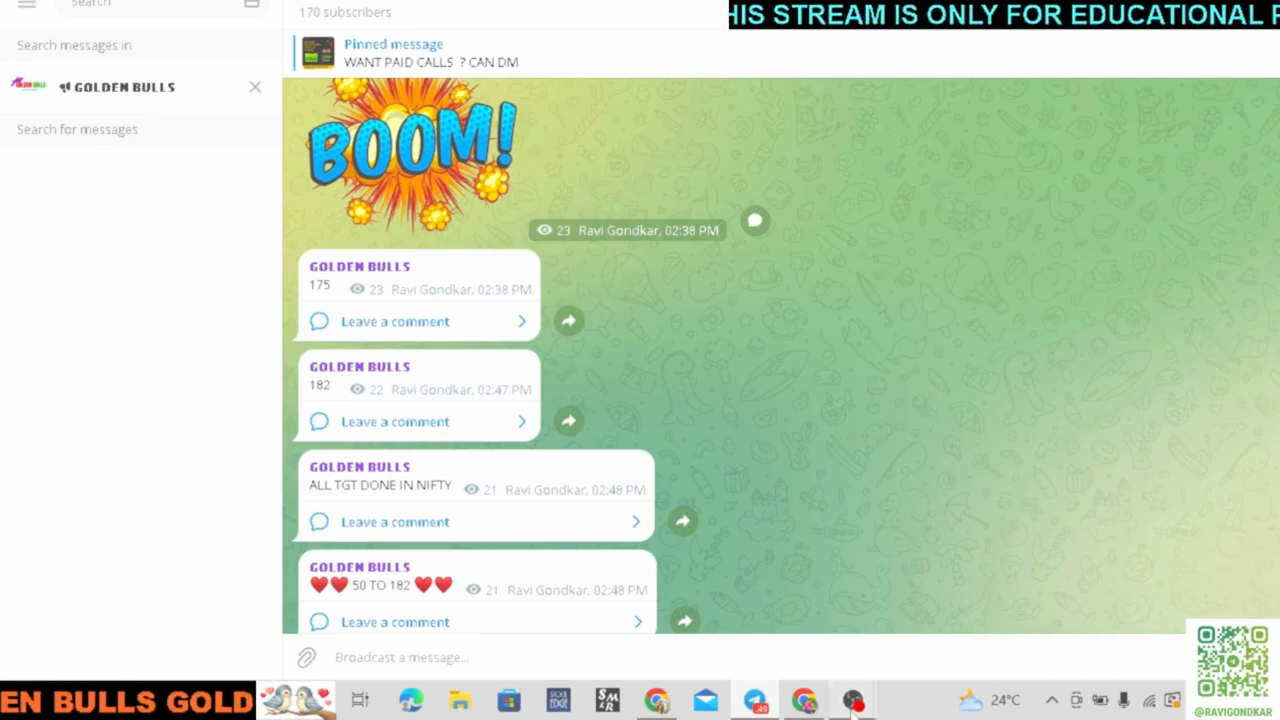 Search
170 subscribers
HIS STREAM IS ONLY FOR EDUCATIONAL
Pinned message
WANT PAID CALLS ? CAN DM
Search messages in
GOLDEN BULLS
Search for messages
BOOM!
23 Ravi Gondkar, 02:38 PM
GOLDEN BULLS
175 23 Ravi Gondkar, 02:38 PM
Leave a comment
GOLDEN BULLS
182 22 Ravi Gondkar, 02:47 PM
Leave a comment
GOLDEN BULLS
ALL TGT DONE IN NIFTY 21 Ravi Gondkar, 02:48 PM
Leave a comment
GOLDEN BULLS
❤️❤️ 50 TO 182 ❤️❤️ 21 Ravi Gondkar, 02:48 PM
Leave a comment
Broadcast a message...
EN BULLS GOLD
24°C
@RAVIGONDKAR